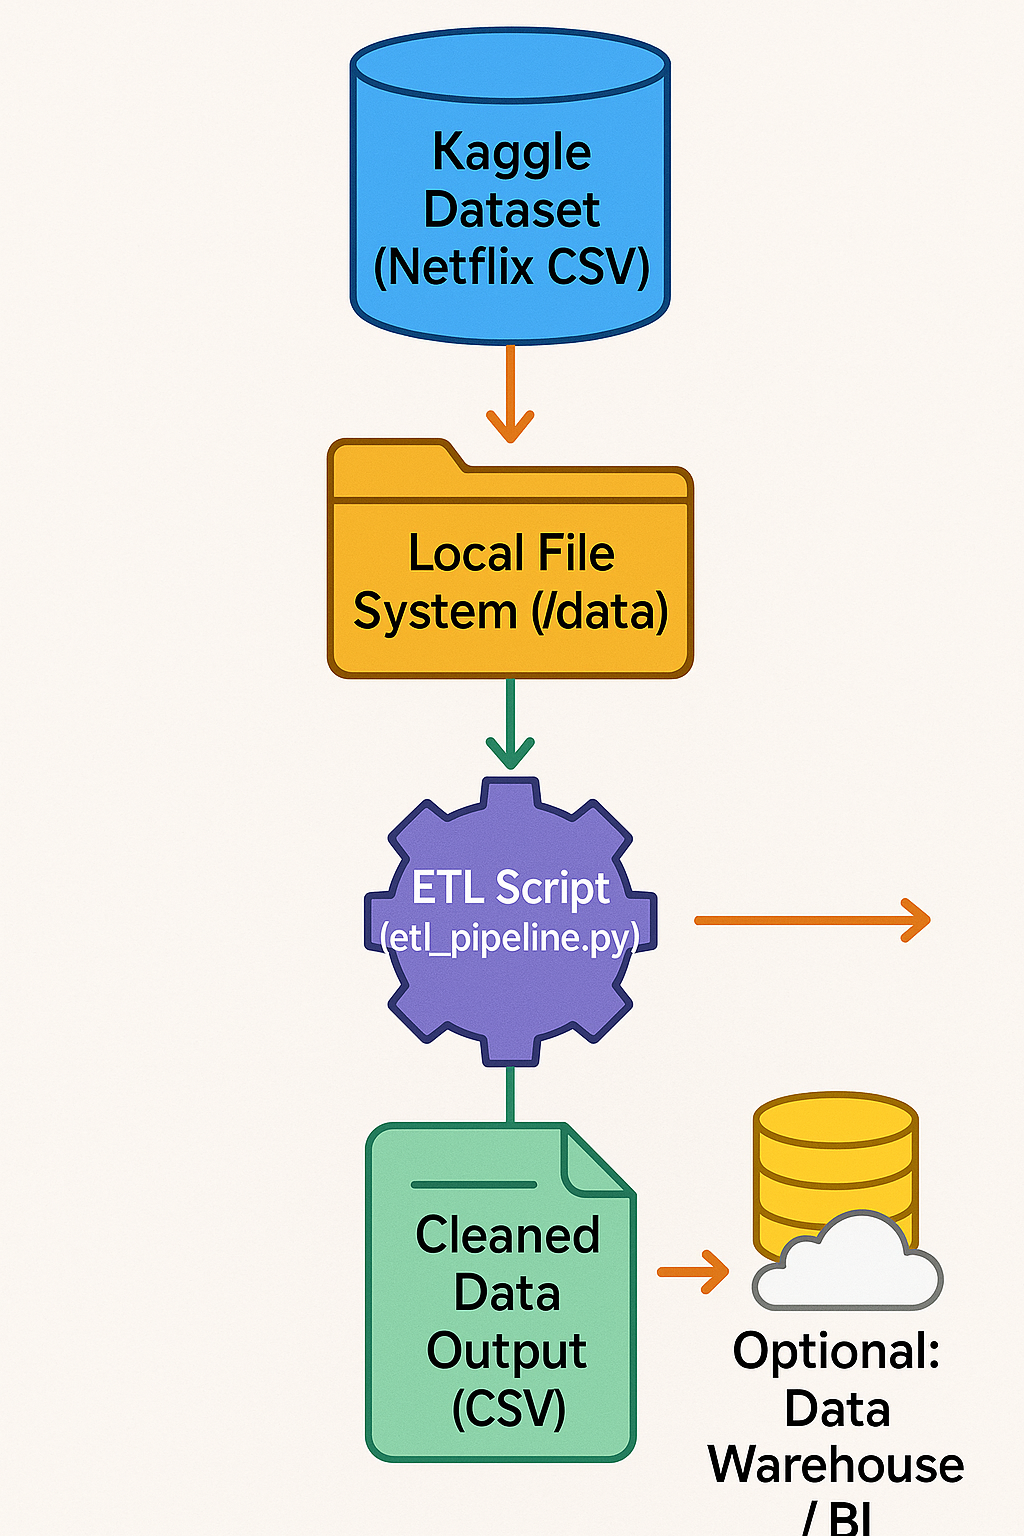 Kaggle
Dataset
(Netflix CSV)
Local File
System (/data)
ETL Script
(etl_pipeline.py)
Cleaned
Data
Output
(CSV)
Optional:
Data
Warehouse
/ BI